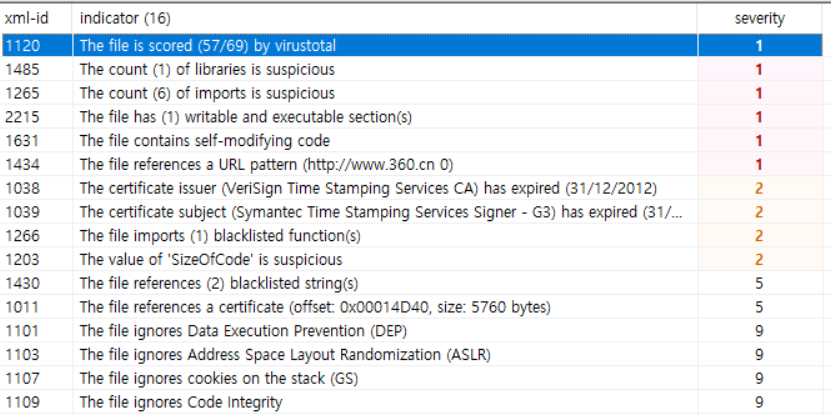 xml-id indicator (16) severity
1120 The file is scored (57/69) by virustotal 1
1485 The count (1) of libraries is suspicious 1
1265 The count (6) of imports is suspicious 1
2215 The file has (1) writable and executable section(s) 1
1631 The file contains self-modifying code 1
1434 The file references a URL pattern (http://www.360.cn 0) 1
1038 The certificate issuer (VeriSign Time Stamping Services CA) has expired (31/12/2012) 2
1039 The certificate subject (Symantec Time Stamping Services Signer - G3) has expired (31/... 2
1266 The file imports (1) blacklisted function(s) 2
1203 The value of 'SizeOfCode' is suspicious 2
1430 The file references (2) blacklisted string(s) 5
1011 The file references a certificate (offset: 0x00014D40, size: 5760 bytes) 5
1101 The file ignores Data Execution Prevention (DEP) 9
1103 The file ignores Address Space Layout Randomization (ASLR) 9
1107 The file ignores cookies on the stack (GS) 9
1109 The file ignores Code Integrity 9